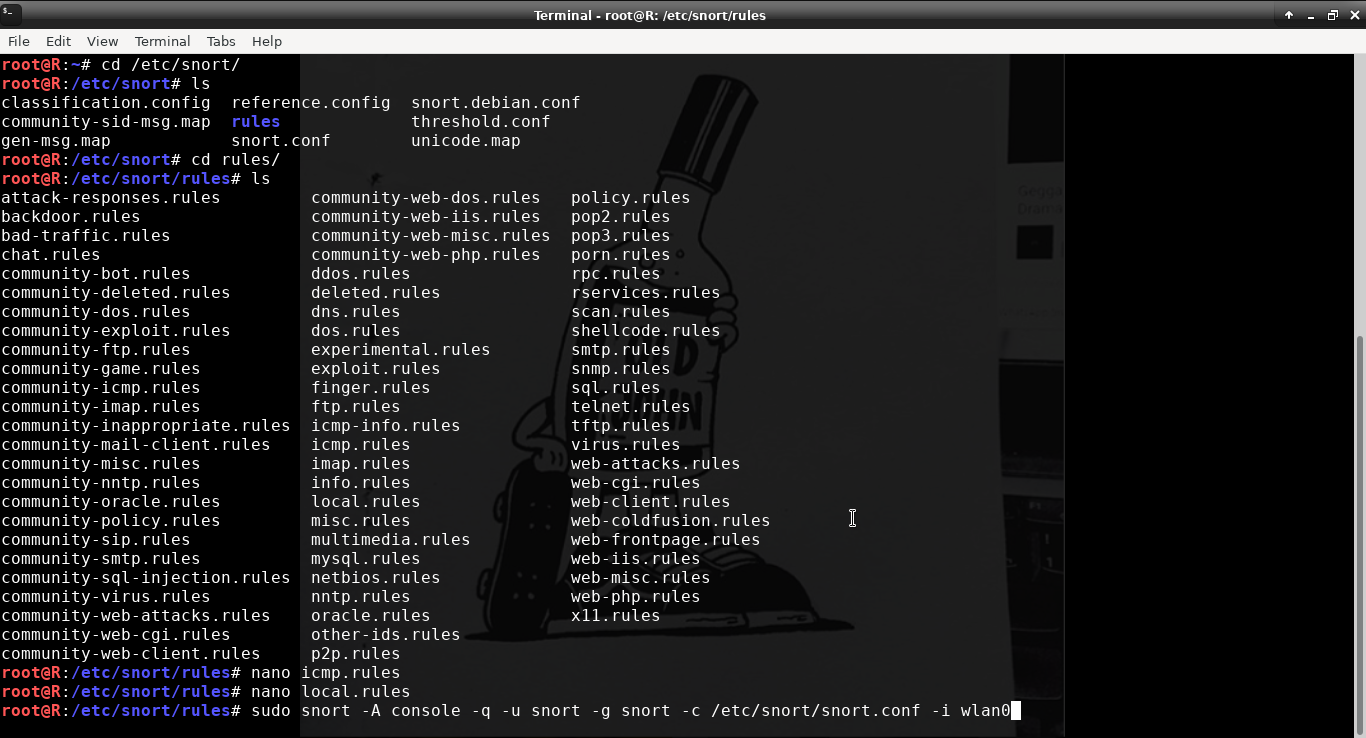 Terminal - root@R: /etc/snort/rules
File Edit View Terminal Tabs Help
root@R:~# cd /etc/snort/
root@R:/etc/snort# ls
classification.config reference.config snort.debian.conf
community-sid-msg.map rules threshold.conf
gen-msg.map snort.conf unicode.map
root@R:/etc/snort# cd rules/
root@R:/etc/snort/rules# ls
attack-responses.rules community-web-dos.rules policy.rules
backdoor.rules community-web-iis.rules pop2.rules
bad-traffic.rules community-web-misc.rules pop3.rules
chat.rules community-web-php.rules porn.rules
community-bot.rules ddos.rules rpc.rules
community-deleted.rules deleted.rules rservices.rules
community-dos.rules dns.rules scan.rules
community-exploit.rules dos.rules shellcode.rules
community-ftp.rules experimental.rules smtp.rules
community-game.rules exploit.rules snmp.rules
community-icmp.rules finger.rules sql.rules
community-imap.rules ftp.rules telnet.rules
community-inappropriate.rules icmp-info.rules tftp.rules
community-mail-client.rules icmp.rules virus.rules
community-misc.rules imap.rules web-attacks.rules
community-nntp.rules info.rules web-cgi.rules
community-oracle.rules local.rules web-client.rules
community-policy.rules misc.rules web-coldfusion.rules
community-sip.rules multimedia.rules web-frontpage.rules
community-smtp.rules mysql.rules web-iis.rules
community-sql-injection.rules netbios.rules web-misc.rules
community-virus.rules nntp.rules web-php.rules
community-web-attacks.rules oracle.rules x11.rules
community-web-cgi.rules other-ids.rules
community-web-client.rules p2p.rules
root@R:/etc/snort/rules# nano icmp.rules
root@R:/etc/snort/rules# nano local.rules
root@R:/etc/snort/rules# sudo snort -A console -q -u snort -g snort -c /etc/snort/snort.conf -i wlan0